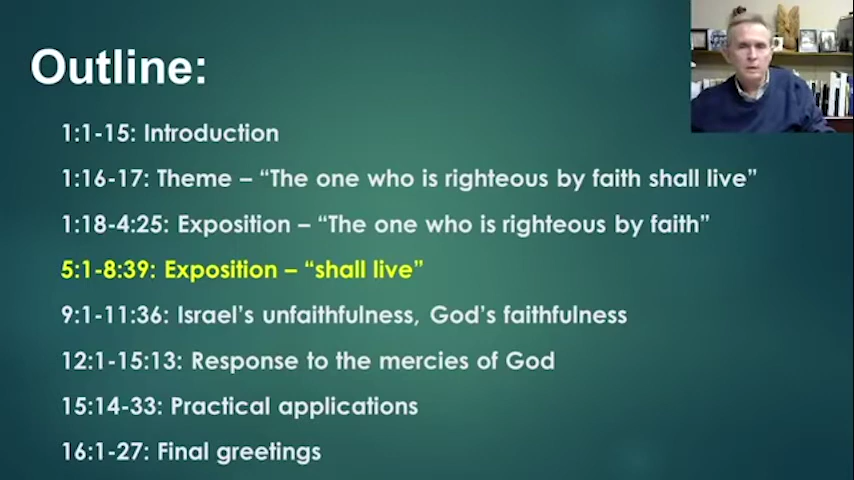 Outline:
1:1-15: Introduction
1:16-17: Theme – “The one who is righteous by faith shall live”
1:18-4:25: Exposition – “The one who is righteous by faith”
5:1-8:39: Exposition – “shall live”
9:1-11:36: Israel’s unfaithfulness, God’s faithfulness
12:1-15:13: Response to the mercies of God
15:14-33: Practical applications
16:1-27: Final greetings